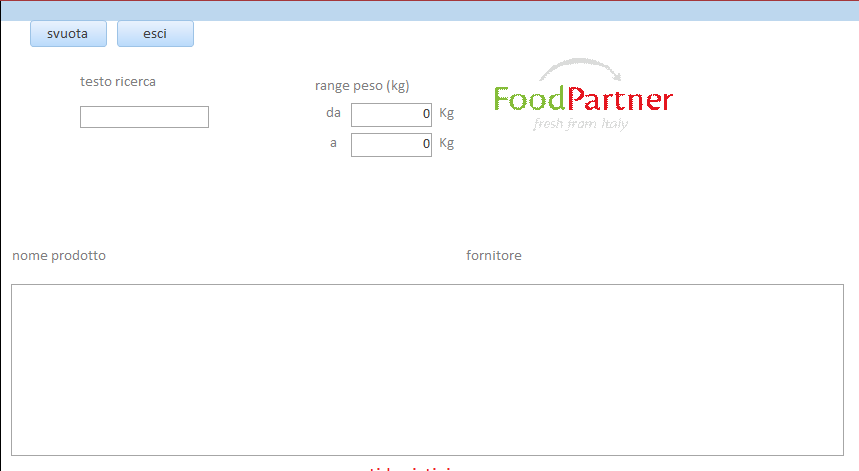 svuota esci
testo ricerca
range peso (kg)
da 0 Kg
a 0 Kg
FoodPartner
fresh from Italy
nome prodotto fornitore